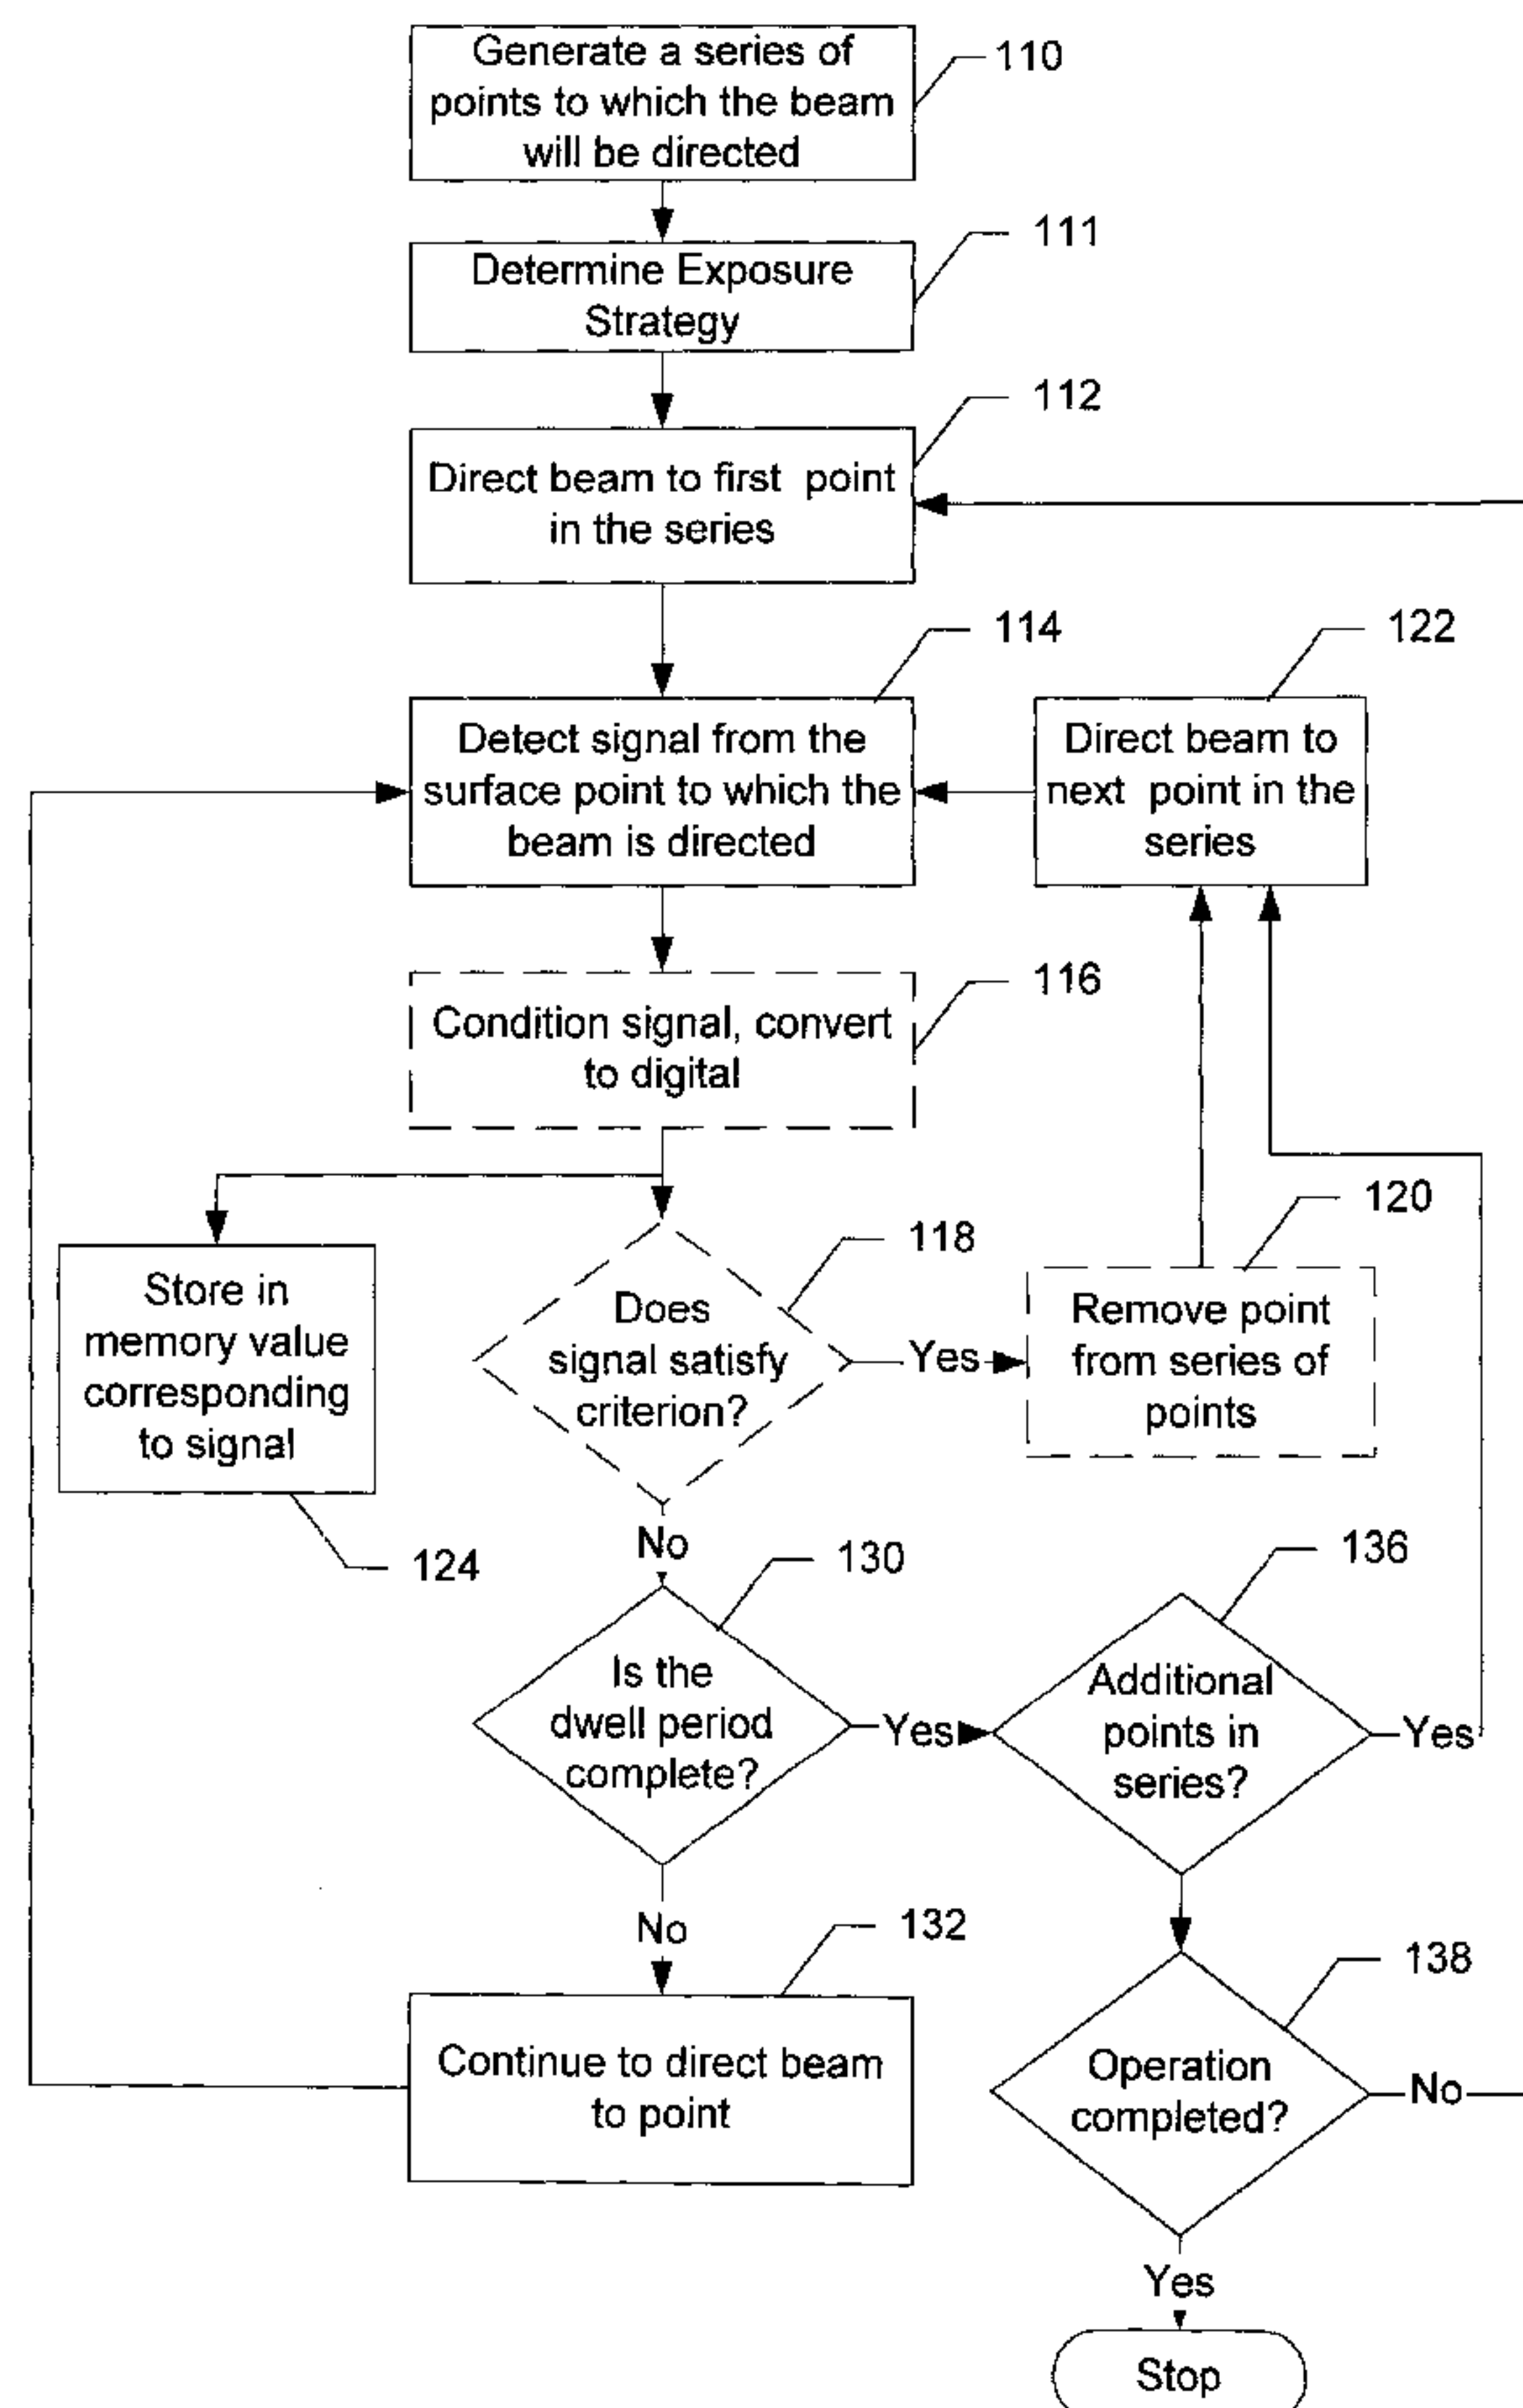 Generate a series of
points to which the beam
will be directed
110
111
Determine Exposure
Strategy
112
Direct beam to first point
in the series
114
122
Detect signal from the
surface point to which the
beam is directed
Direct beam to
next point in the
series
116
Condition signal, convert
to digital
120
118
Store in
memory value
corresponding
to signal
Does
signal satisfy
criterion?
Yes
Remove point
from series of
points
124
No
130
136
Is the
dwell period
complete?
Yes
Additional
points in
series?
Yes
No
132
138
Continue to direct beam
to point
Operation
completed?
No
Yes
Stop